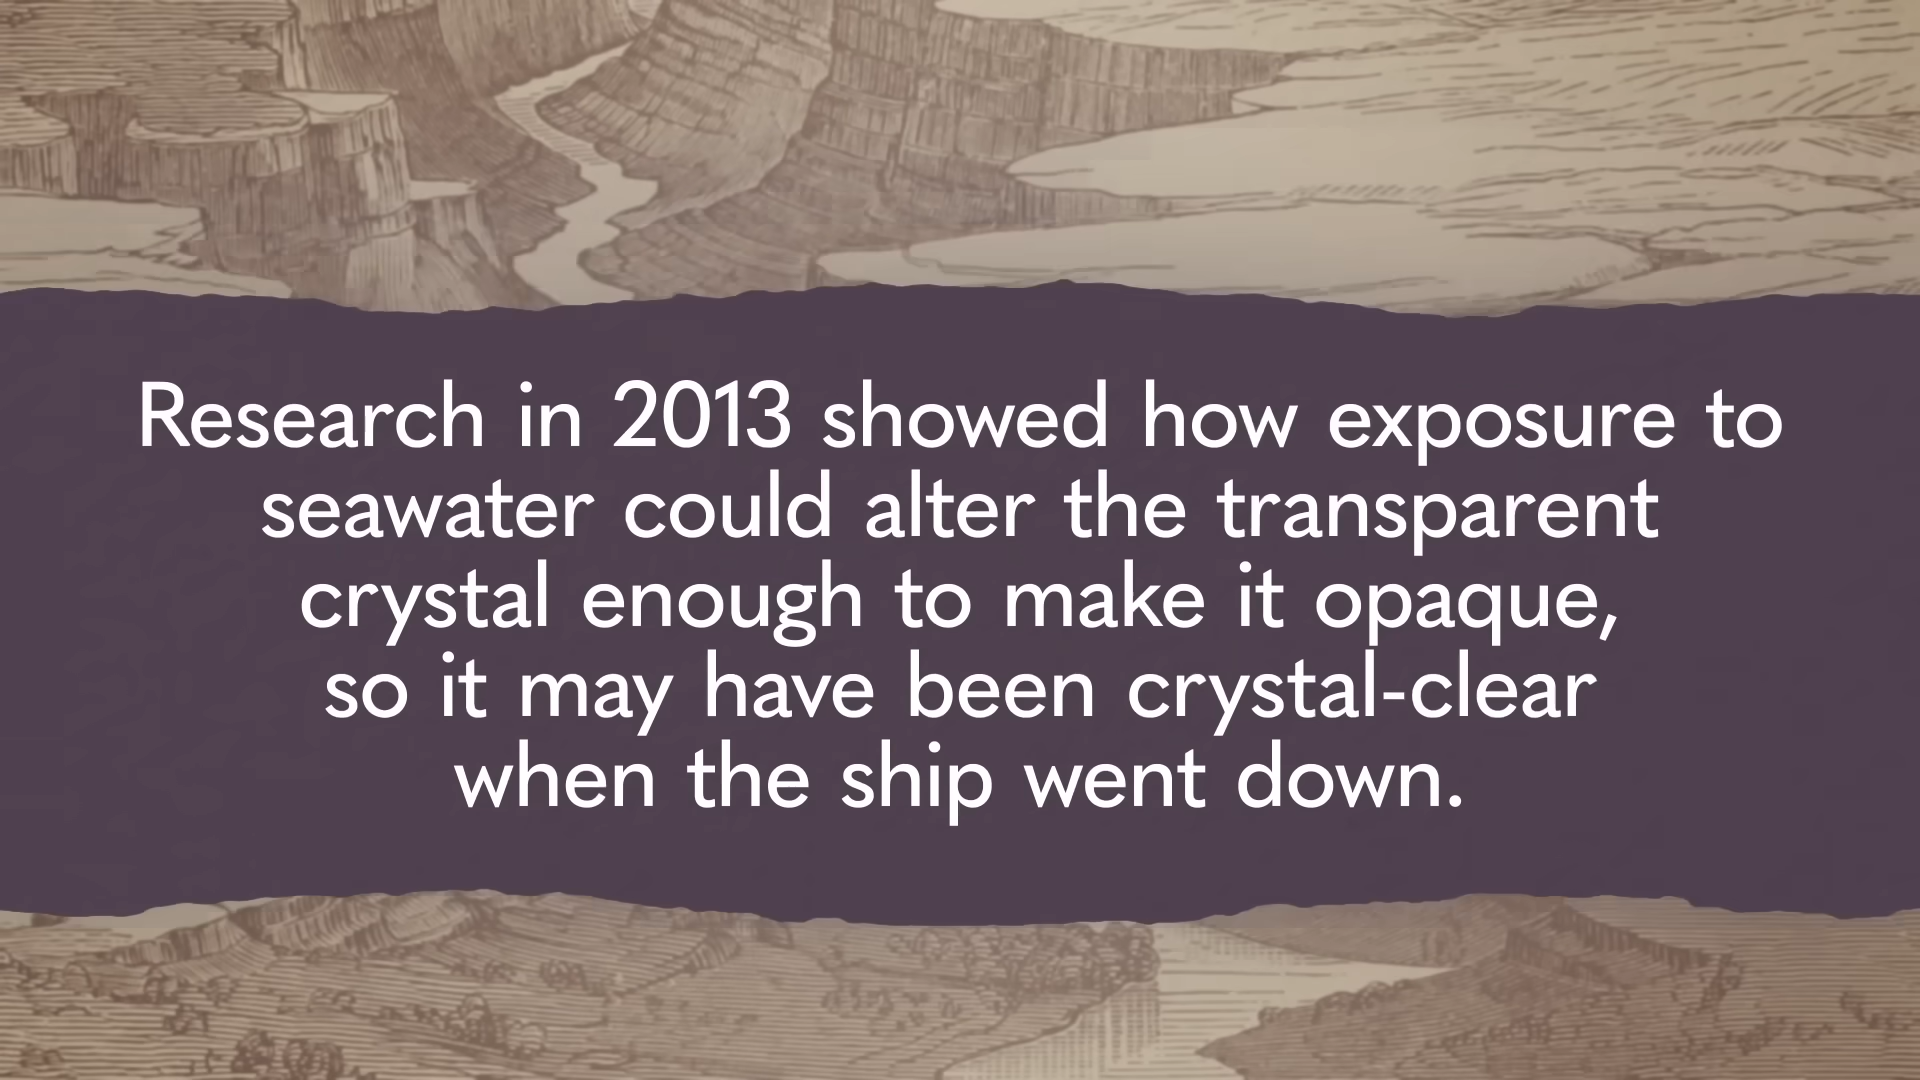 Research in 2013 showed how exposure to
seawater could alter the transparent
crystal enough to make it opaque,
so it may have been crystal-clear
when the ship went down.